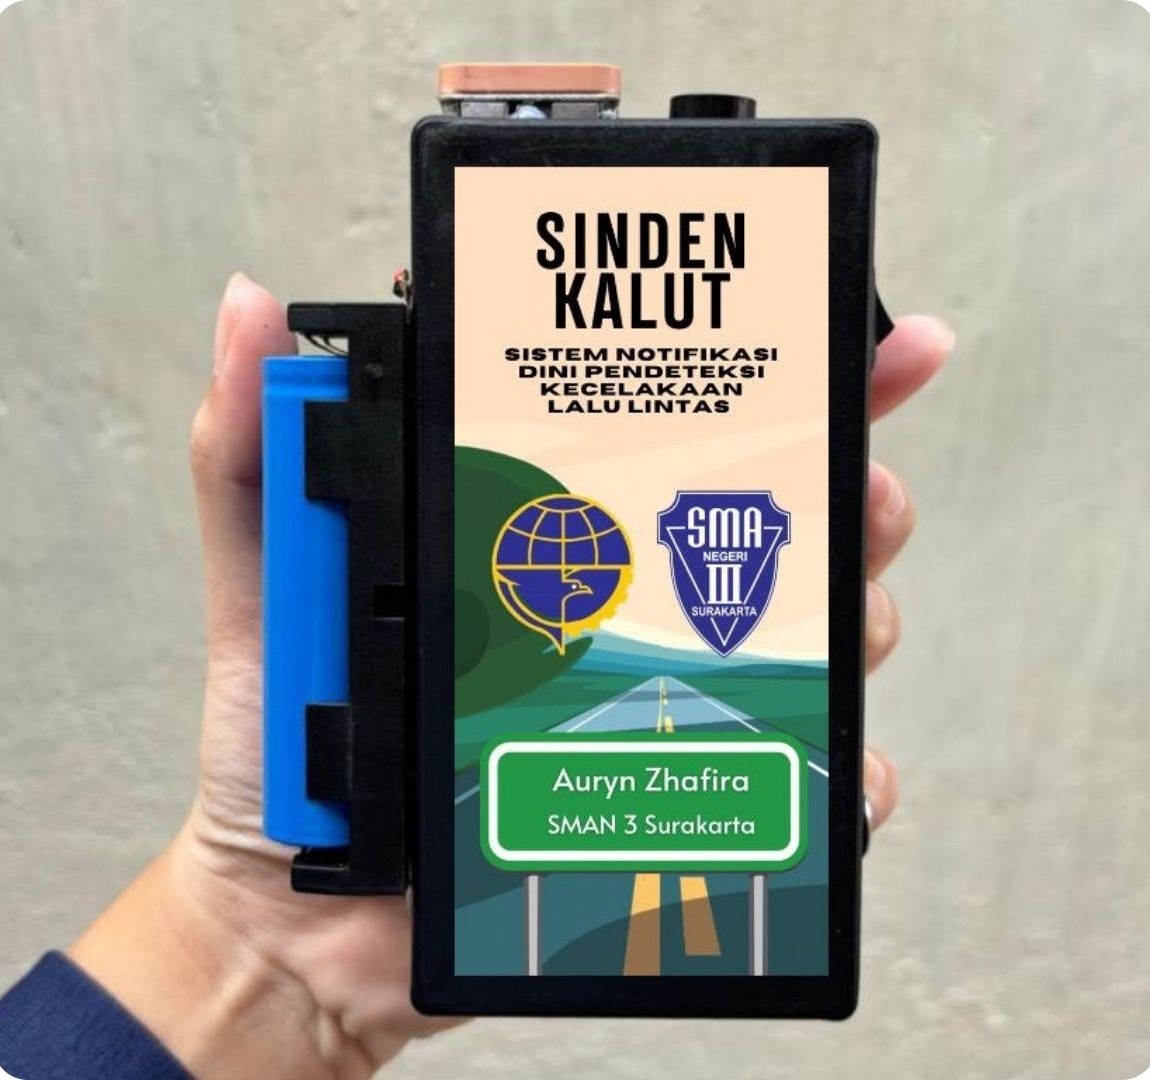 SINDEN
KALUT
SISTEM NOTIFIKASI
DINI PENDETEKSI
KECELAKAAN
LALU LINTAS
SMA
NEGERI
III
SURAKARTA
Auryn Zhafira
SMAN 3 Surakarta